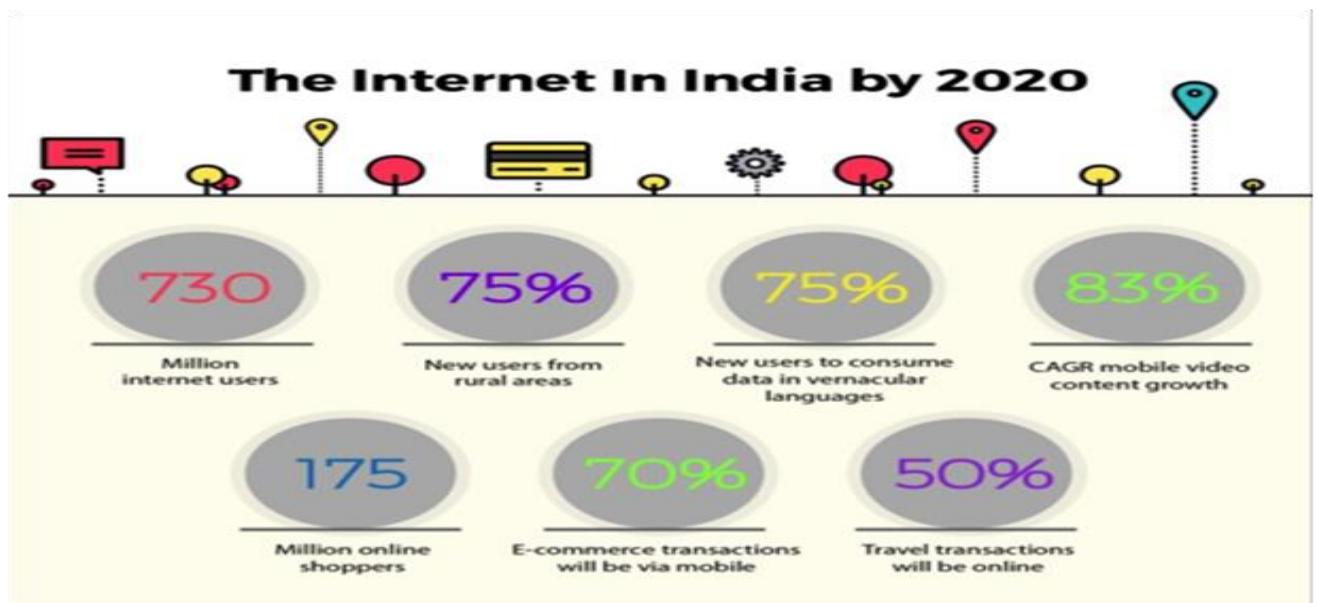 The Internet In India by 2020
730
Million
internet users
75%
New users from
rural areas
75%
New users to consume
data in vernacular
languages
83%
CAGR mobile video
content growth
175
Million online
shoppers
70%
E-commerce transactions
will be via mobile
50%
Travel transactions
will be online